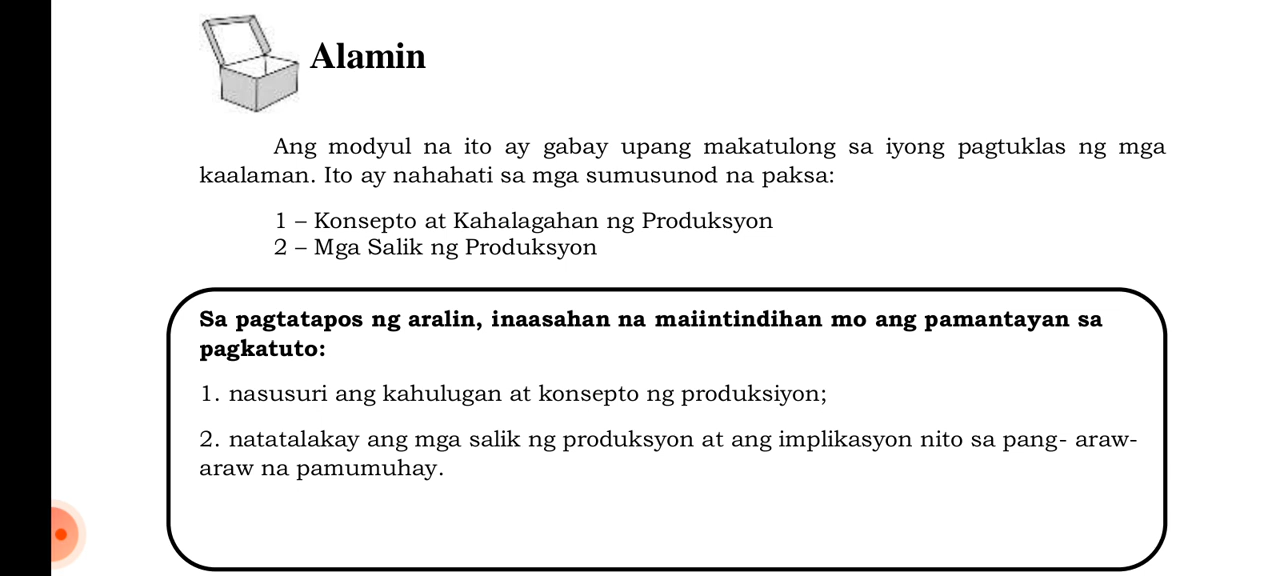 Alamin
Ang modyul na ito ay gabay upang makatulong sa iyong pagtuklas ng mga
kaalaman. Ito ay nahahati sa mga sumusunod na paksa:
1 – Konsepto at Kahalagahan ng Produksyon
2 – Mga Salik ng Produksyon
Sa pagtatapos ng aralin, inaasahan na maiintindihan mo ang pamantayan sa
pagkatuto:
1. nasusuri ang kahulugan at konsepto ng produksiyon;
2. natatalakay ang mga salik ng produksyon at ang implikasyon nito sa pang- araw-
araw na pamumuhay.